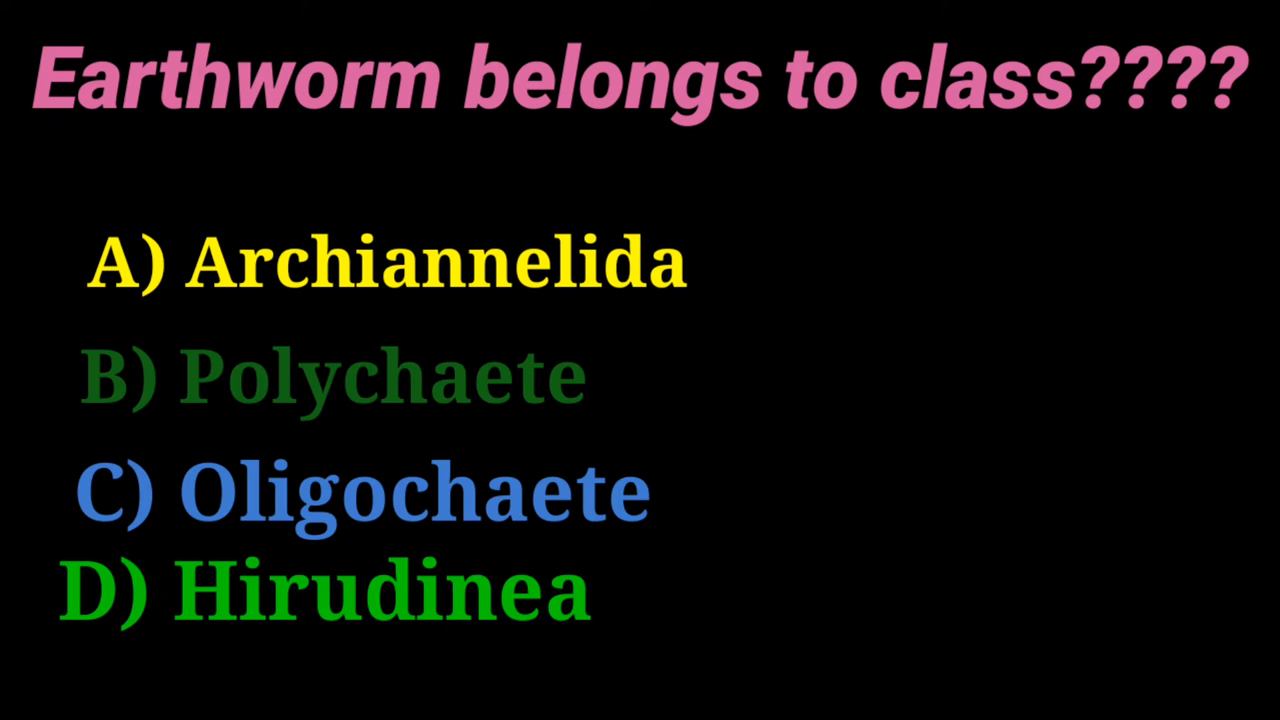 Earthworm belongs to class????
A) Archiannelida
B) Polychaete
C) Oligochaete
D) Hirudinea